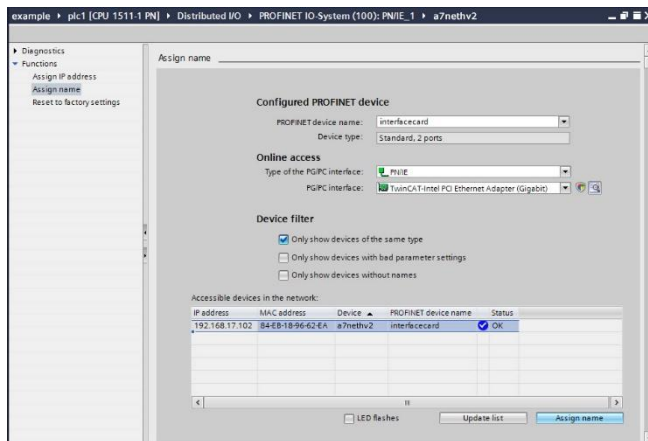 example ▸ plc1 [CPU 1511-1 PN] ▸ Distributed I/O ▸ PROFINET IO-System (100): PN/IE_1 ▸ a7nethv2
Diagnostics
Functions
Assign IP address
Assign name
Reset to factory settings
Assign name
Configured PROFINET device
PROFINET device name: interfacecard
Device type: Standard, 2 ports
Online access
Type of the PG/PC interface: PN/IE
PG/PC interface: TwinCAT-Intel PCI Ethernet Adapter (Gigabit)
Device filter
Only show devices of the same type
Only show devices with bad parameter settings
Only show devices without names
Accessible devices in the network:
IP address MAC address Device PROFINET device name Status
192.168.17.102 84-EB-18-96-62-EA a7nethv2 interfacecard OK
LED flashes Update list Assign name